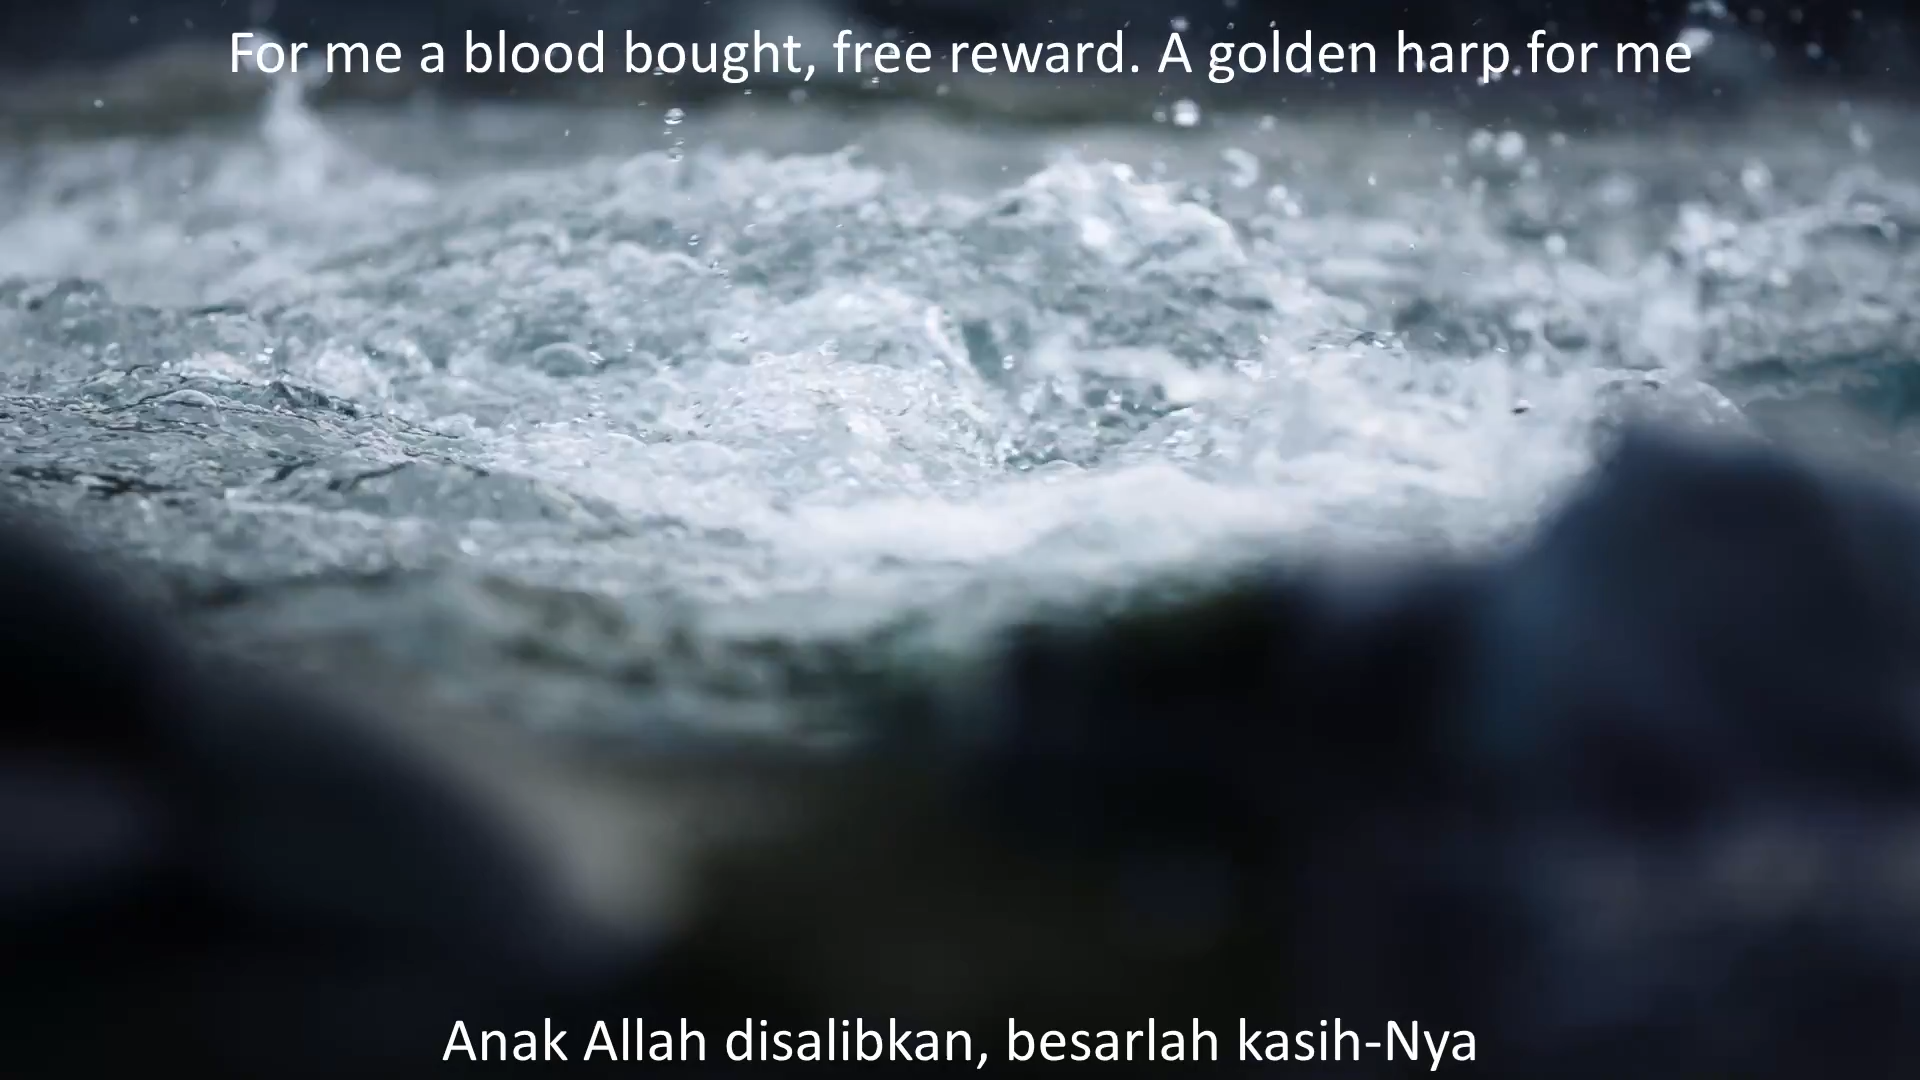 For me a blood bought, free reward. A golden harp for me
Anak Allah disalibkan, besarlah kasih-Nya